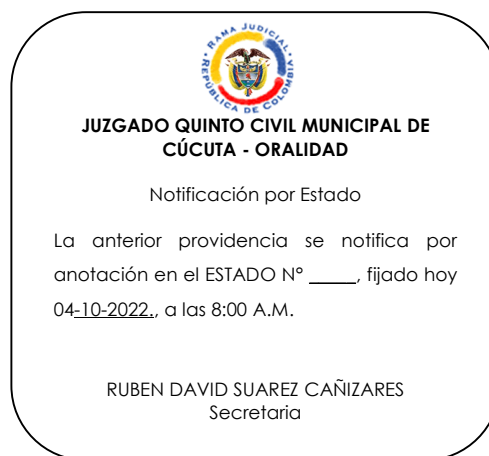 RAMA JUDICIAL
REPÚBLICA DE COLOMBIA
JUZGADO QUINTO CIVIL MUNICIPAL DE
CÚCUTA - ORALIDAD
Notificación por Estado
La anterior providencia se notifica por
anotación en el ESTADO N° _____, fijado hoy
04-10-2022., a las 8:00 A.M.
RUBEN DAVID SUAREZ CAÑIZARES
Secretaria